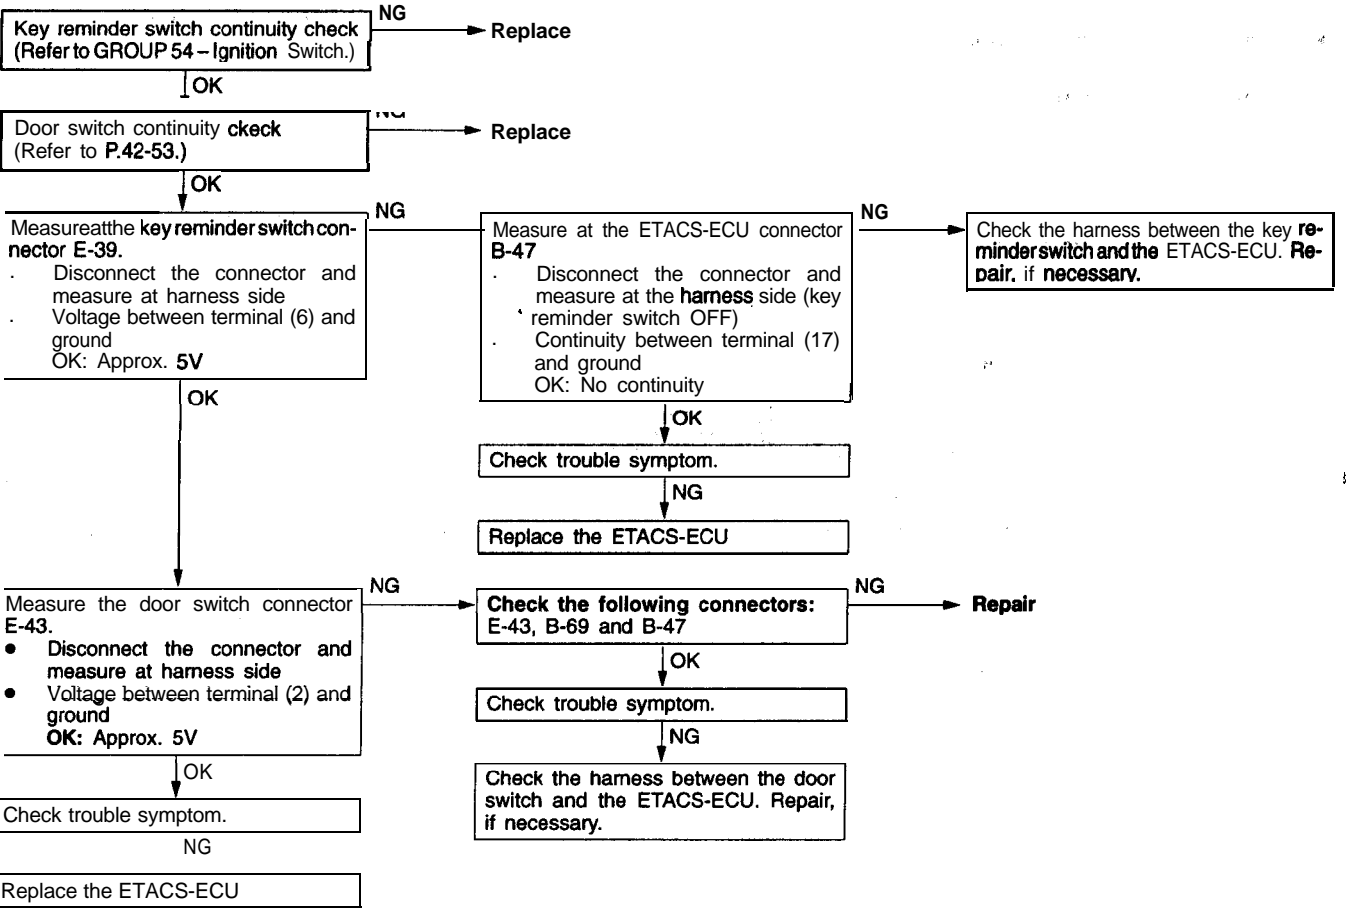 Key reminder switch continuity check
(Refer to GROUP 54 – Ignition Switch.)
NG
Replace
OK
Door switch continuity ckeck
(Refer to P.42-53.)
NG
Replace
OK
Measureatthe key reminder switch con-
nector E-39.
. Disconnect the connector and
measure at harness side
. Voltage between terminal (6) and
ground
OK: Approx. 5V
NG
Measure at the ETACS-ECU connector
B-47
. Disconnect the connector and
measure at the harness side (key
reminder switch OFF)
. Continuity between terminal (17)
and ground
OK: No continuity
NG
Check the harness between the key re-
minder switch and the ETACS-ECU. Re-
pair, if necessary.
OK
OK
Check trouble symptom.
NG
Replace the ETACS-ECU
Measure the door switch connector
E-43.
● Disconnect the connector and
measure at harness side
● Voltage between terminal (2) and
ground
OK: Approx. 5V
NG
Check the following connectors:
E-43, B-69 and B-47
NG
Repair
OK
Check trouble symptom.
NG
Check the harness between the door
switch and the ETACS-ECU. Repair,
if necessary.
OK
Check trouble symptom.
NG
Replace the ETACS-ECU